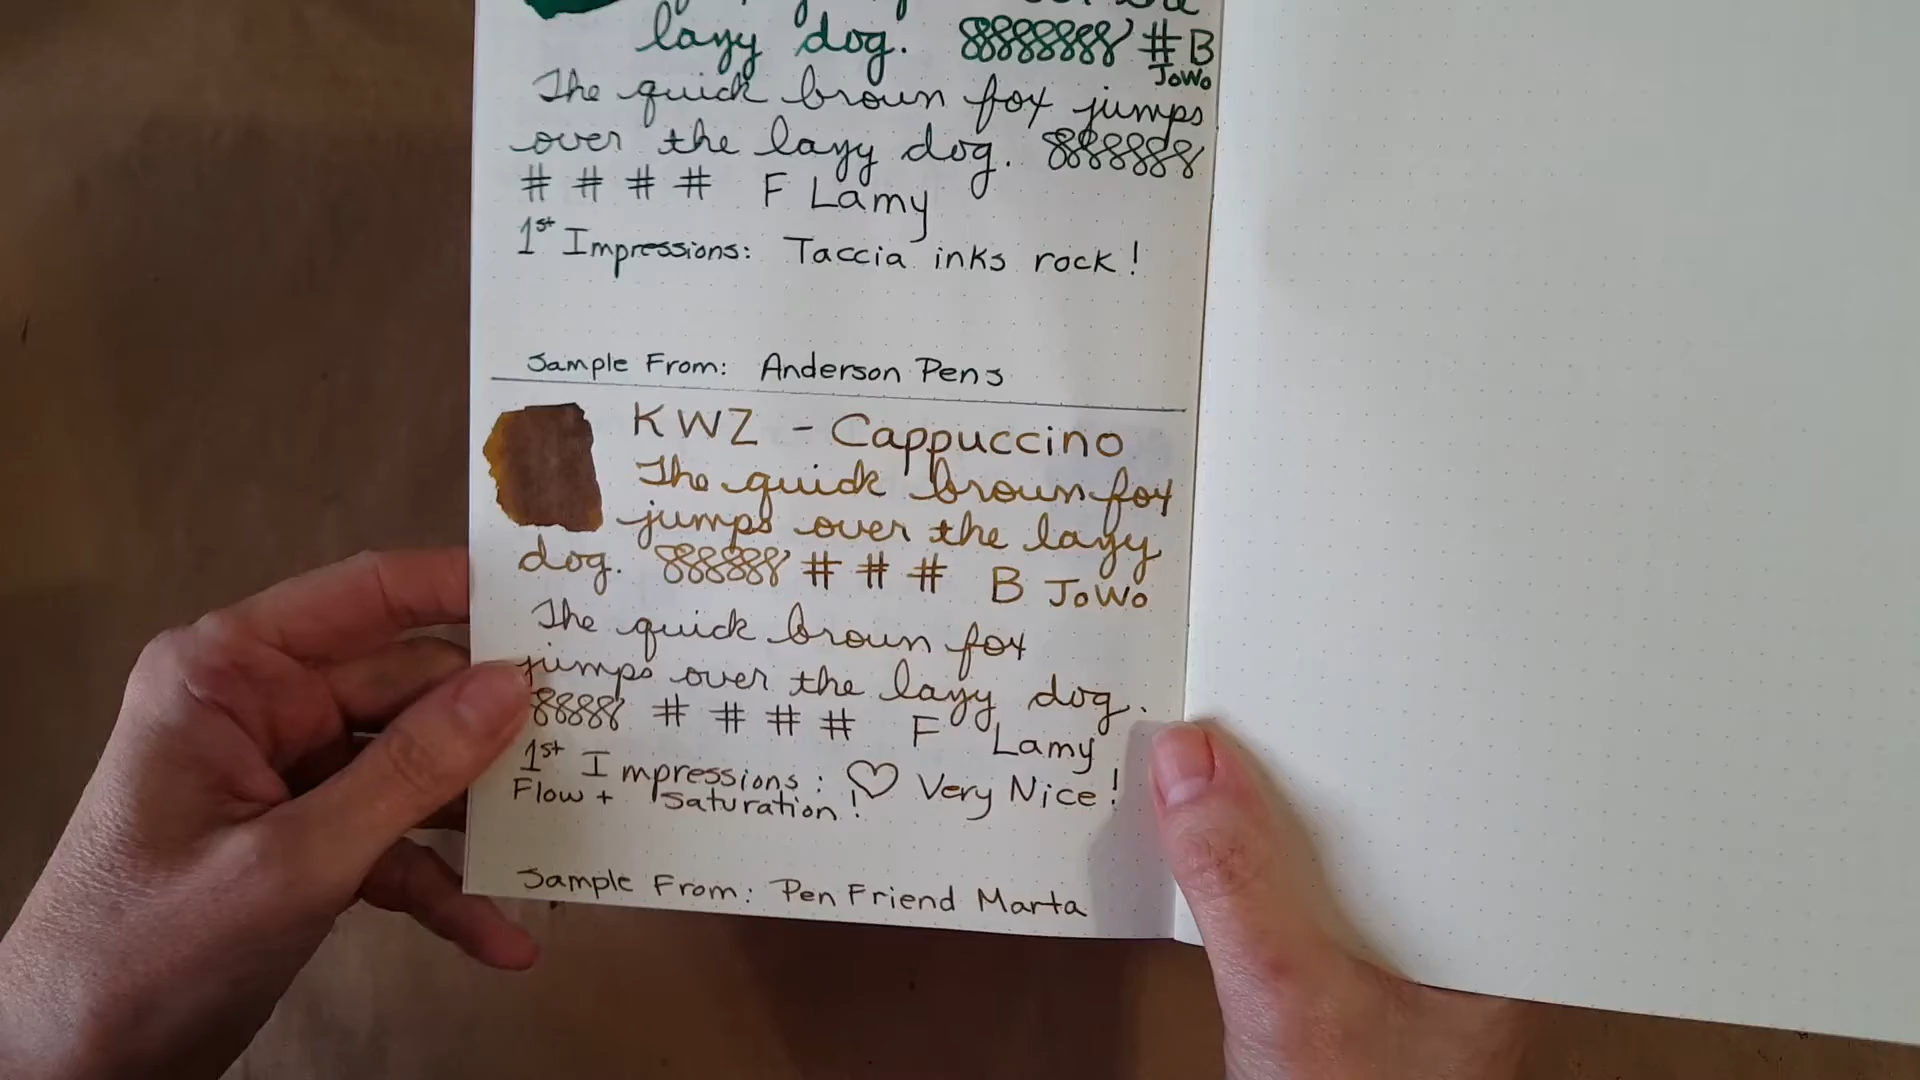 lazy dog. 88888888 # B
JoWo
The quick brown fox jumps
over the lazy dog. 8888888
# # # # F Lamy
1st Impressions: Taccia inks rock!
Sample From: Anderson Pens
KWZ - Cappuccino
The quick brown fox
jumps over the lazy
dog. 888888 # # # B JoWo
The quick brown fox
jumps over the lazy dog.
88888 # # # # F Lamy
1st Impressions: ♡ Very Nice!
Flow + Saturation!
Sample From: Pen Friend Marta